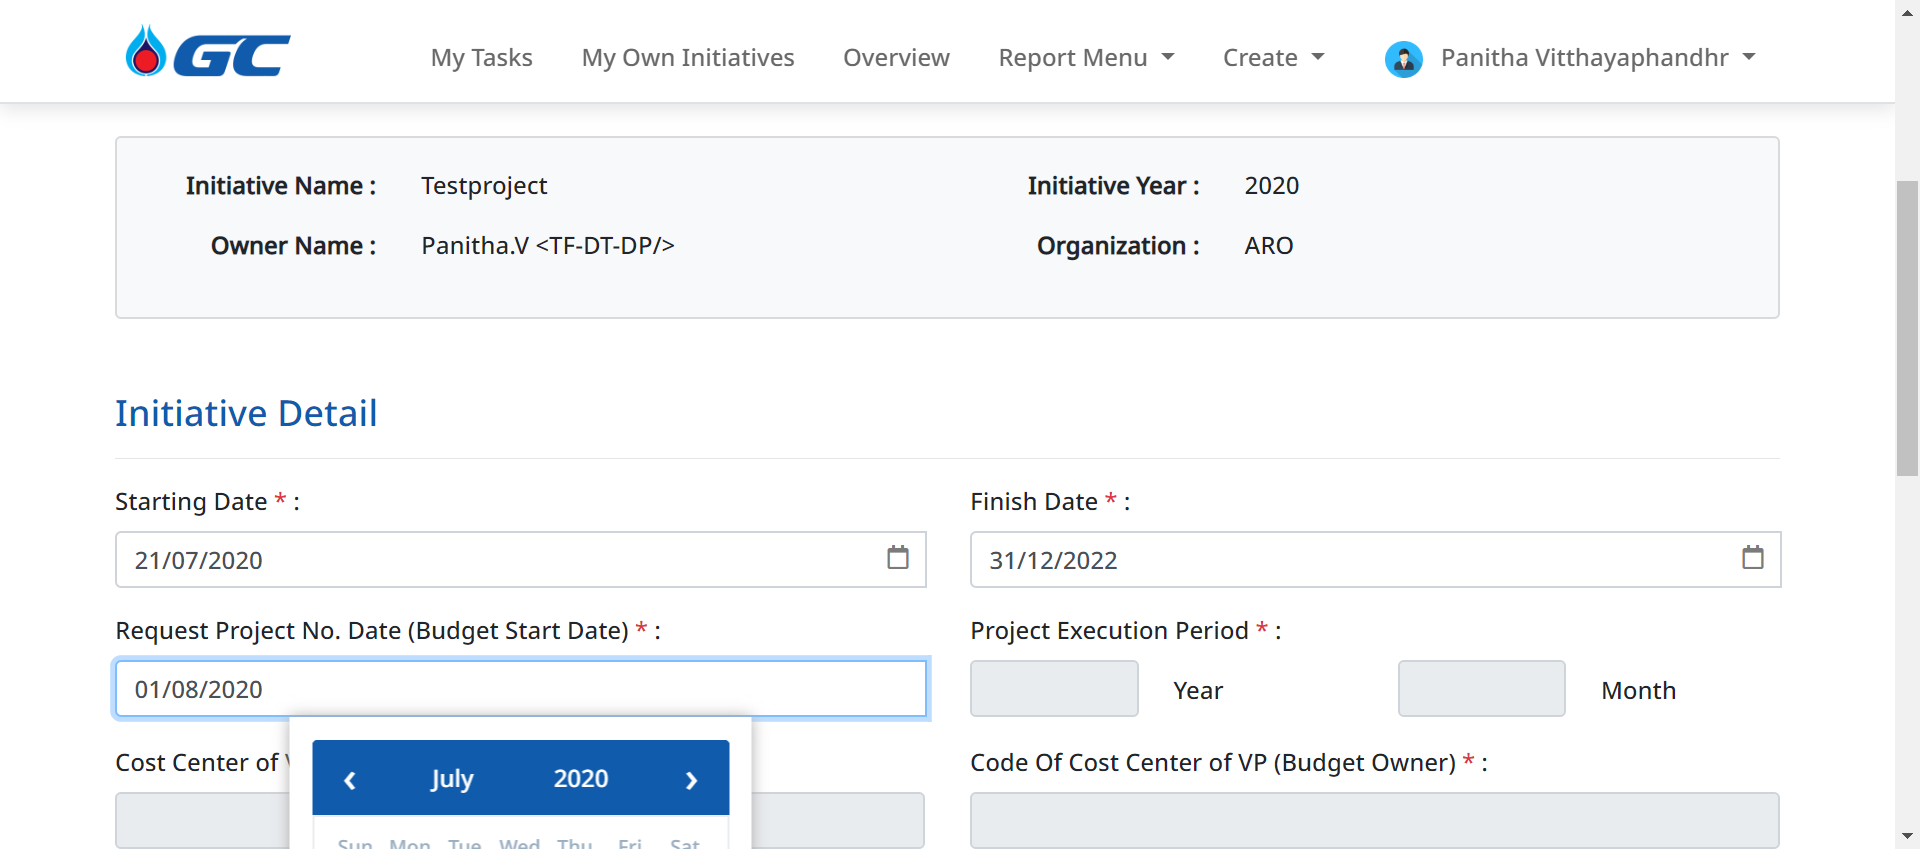 GC
My Tasks
My Own Initiatives
Overview
Report Menu
Create
Panitha Vitthayaphandhr
Initiative Name : Testproject
Initiative Year : 2020
Owner Name : Panitha.V <TF-DT-DP/>
Organization : ARO
Initiative Detail
Starting Date * :
Finish Date * :
21/07/2020
31/12/2022
Request Project No. Date (Budget Start Date) * :
Project Execution Period * :
01/08/2020
Year
Month
Cost Center of
Code Of Cost Center of VP (Budget Owner) * :
‹ July 2020 ›
Sun Mon Tue Wed Thu Fri Sat